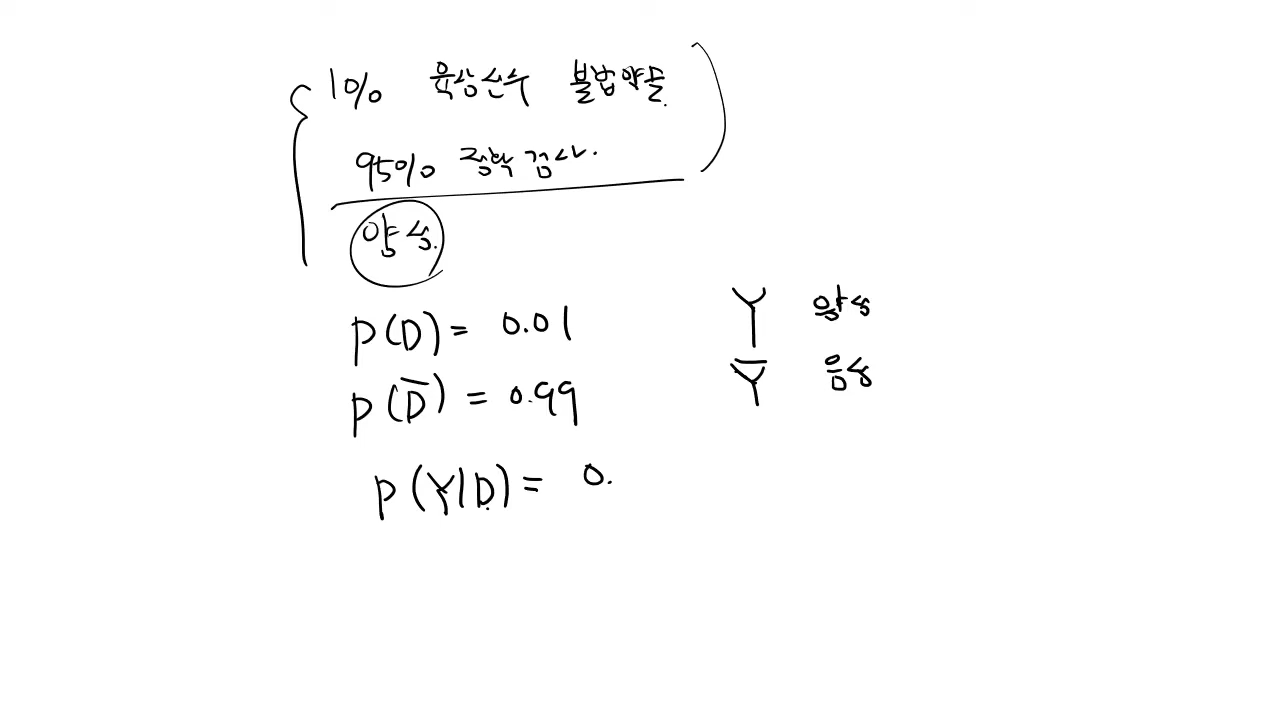 10% 육상선수 불법약물.
95% 정확 검사.
양성.
P(D) = 0.01
P(D̅) = 0.99
P(Y|D) = 0.
Y 양성
Y̅ 음성